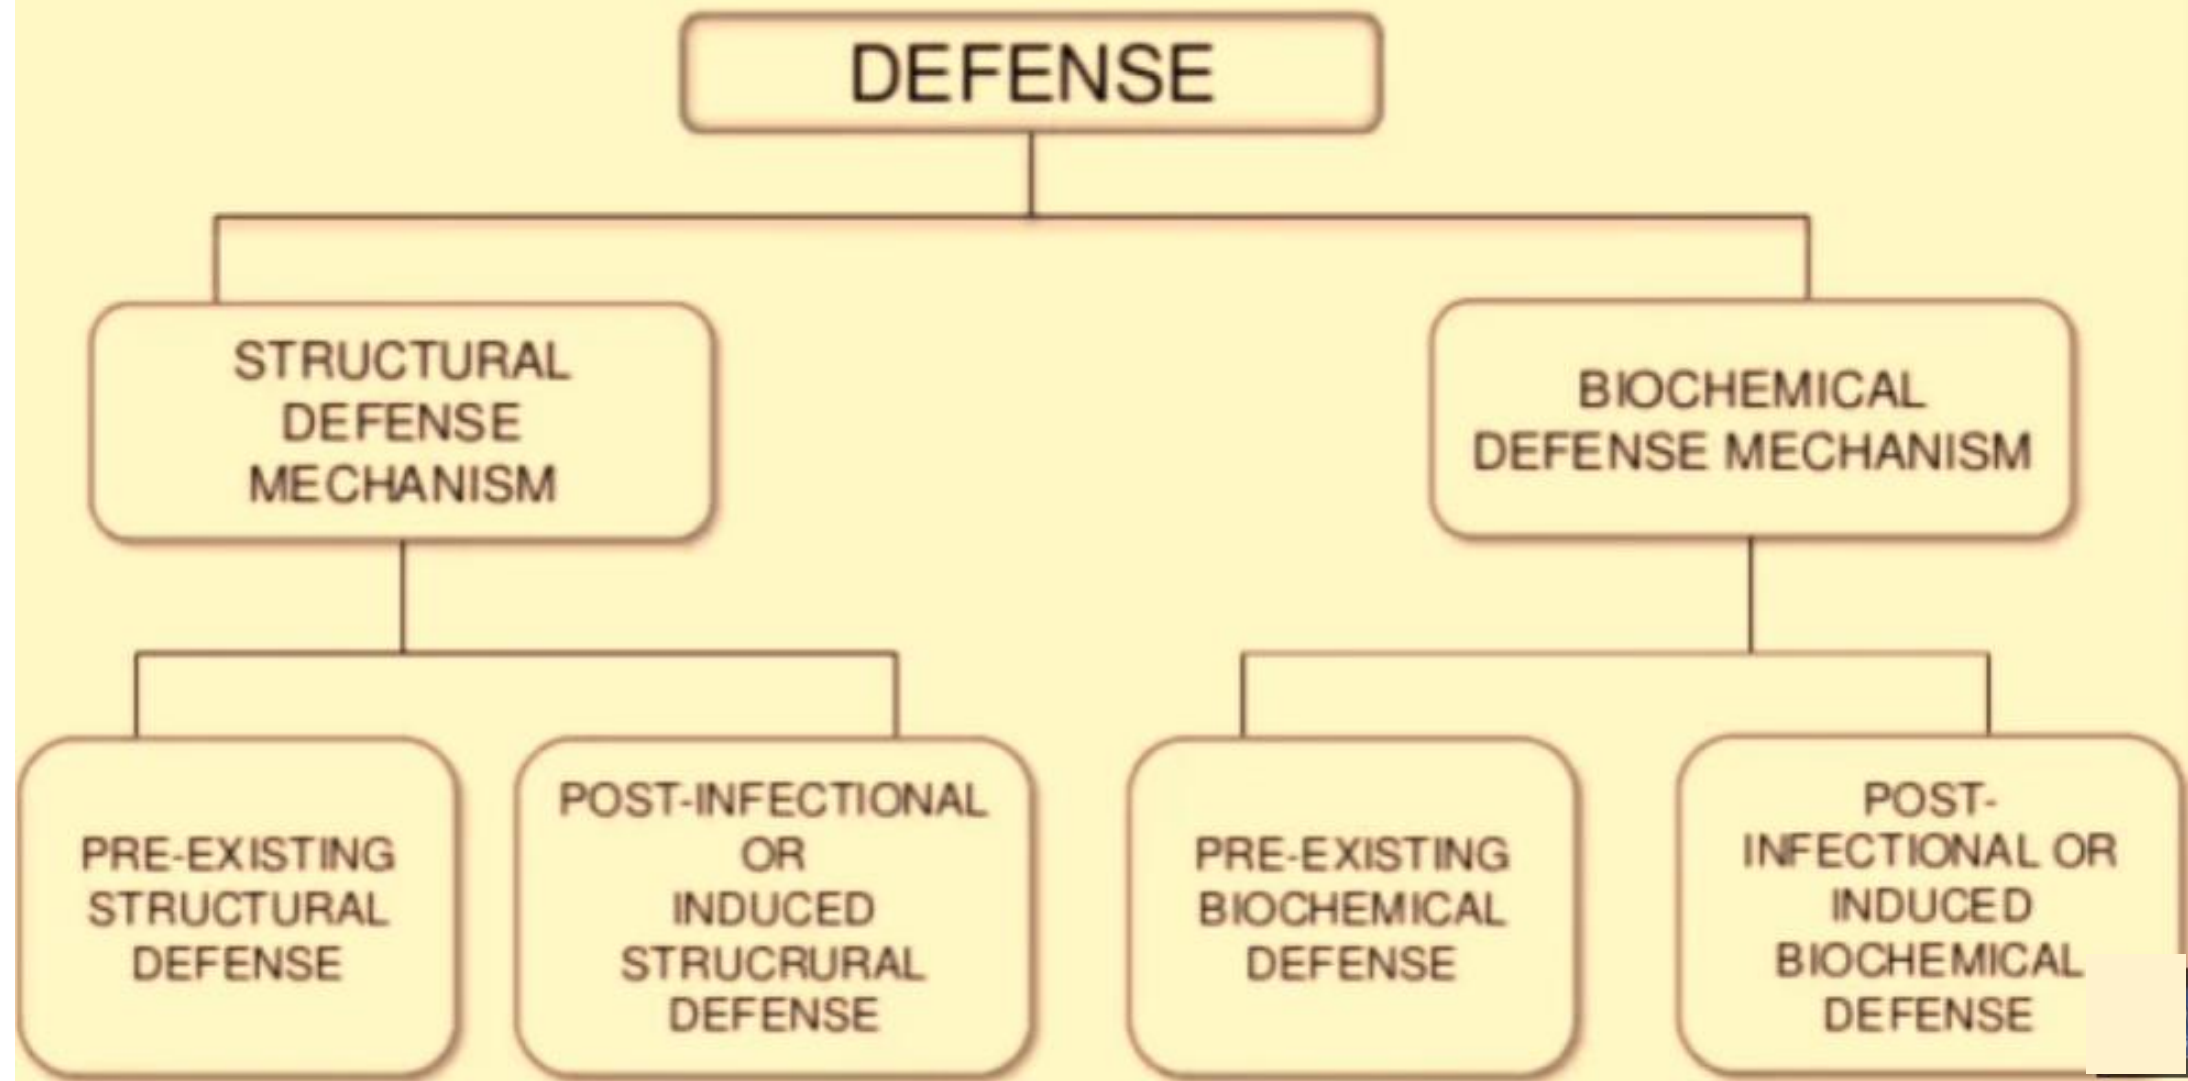 DEFENSE
STRUCTURAL
DEFENSE
MECHANISM
BIOCHEMICAL
DEFENSE MECHANISM
PRE-EXISTING
STRUCTURAL
DEFENSE
POST-INFECTIONAL
OR
INDUCED
STRUCRURAL
DEFENSE
PRE-EXISTING
BIOCHEMICAL
DEFENSE
POST-
INFECTIONAL OR
INDUCED
BIOCHEMICAL
DEFENSE